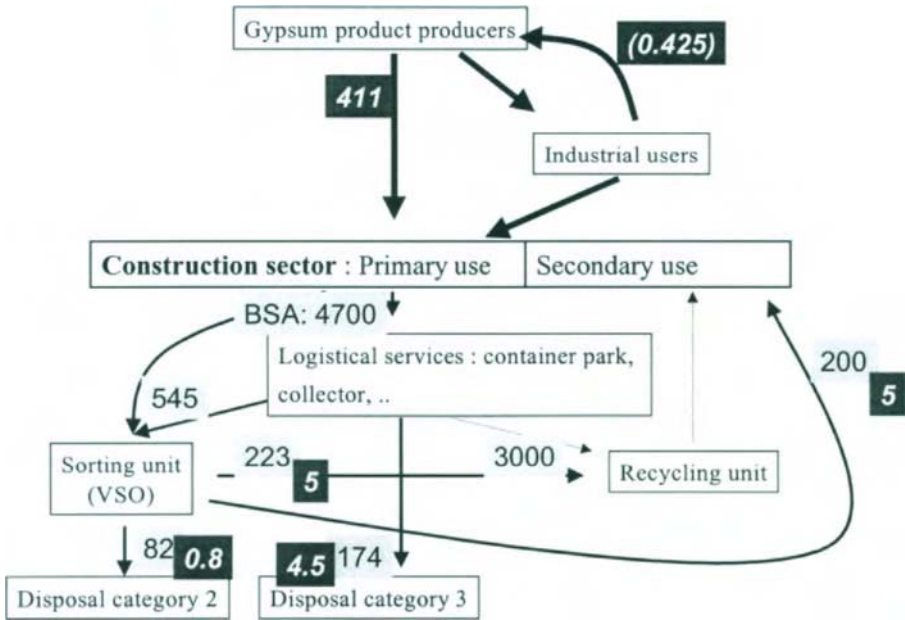 Gypsum product producers
(0.425)
411
Industrial users
Construction sector : Primary use
Secondary use
BSA: 4700
Logistical services : container park,
collector, ..
200
5
545
Sorting unit
(VSO)
223
5
3000
Recycling unit
82
0.8
4.5
174
Disposal category 2
Disposal category 3